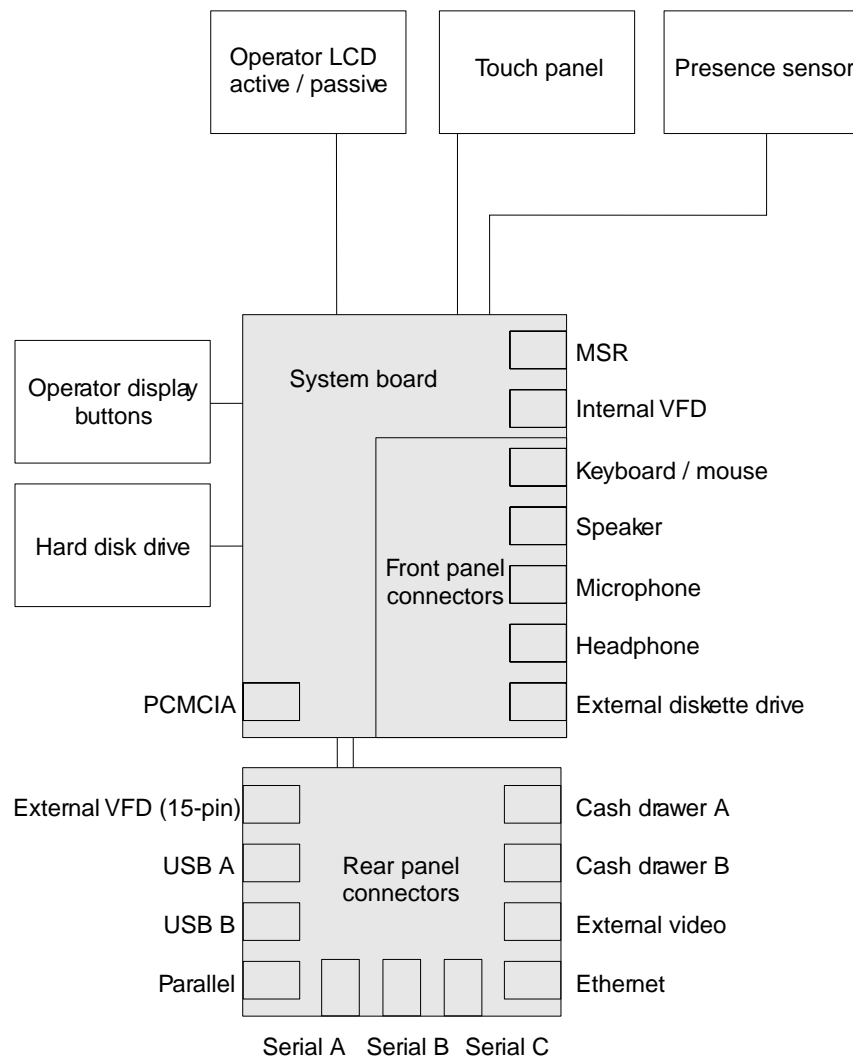 Operator LCD
active / passive
Touch panel
Presence sensor
MSR
System board
Operator display
buttons
Internal VFD
Keyboard / mouse
Speaker
Hard disk drive
Front panel
connectors
Microphone
Headphone
PCMCIA
External diskette drive
External VFD (15-pin)
Cash drawer A
USB A
Rear panel
connectors
Cash drawer B
USB B
External video
Parallel
Ethernet
Serial A
Serial B
Serial C